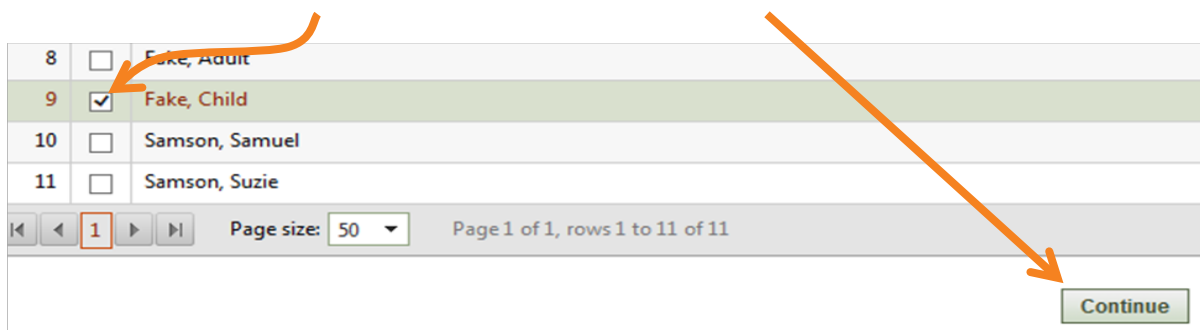 8 Fake, Adult
9 Fake, Child
10 Samson, Samuel
11 Samson, Suzie
1 Page size: 50 Page 1 of 1, rows 1 to 11 of 11
Continue